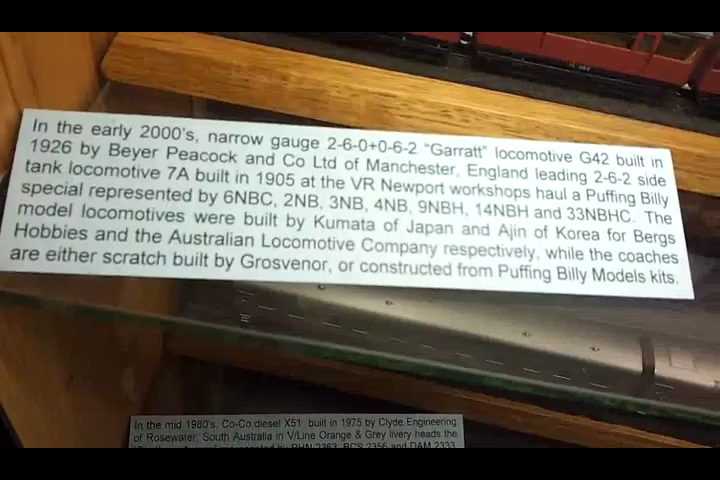 In the early 2000's, narrow gauge 2-6-0+0-6-2 "Garratt" locomotive G42 built in
1926 by Beyer Peacock and Co Ltd of Manchester, England leading 2-6-2 side
tank locomotive 7A built in 1905 at the VR Newport workshops haul a Puffing Billy
special represented by 6NBC, 2NB, 3NB, 4NB, 9NBH, 14NBH and 33NBHC. The
model locomotives were built by Kumata of Japan and Ajin of Korea for Bergs
Hobbies and the Australian Locomotive Company respectively, while the coaches
are either scratch built by Grosvenor, or constructed from Puffing Billy Models kits.
In the mid 1980's, Co-Co diesel X51 built in 1975 by Clyde Engineering
of Rosewater, South Australia in V/Line Orange & Grey livery heads the
BCS 2356 and DAM 2333